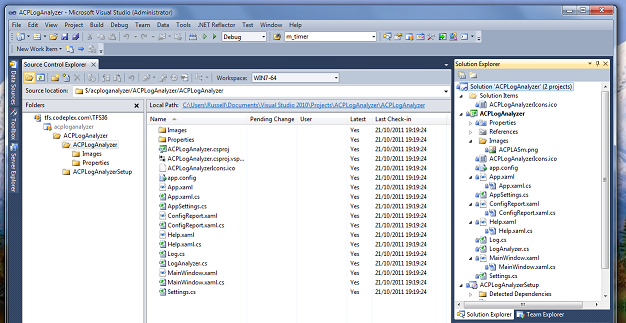 ACPLogAnalyzer - Microsoft Visual Studio (Administrator)
File Edit View Project Build Debug Team Data Tools .NET Reflector Test Window Help
Debug m_timer
New Work Item
Data Sources
Toolbox
Server Explorer
Source Control Explorer
Workspace: WIN7-64
Source location: $/acploganalyzer/ACPLogAnalyzer/ACPLogAnalyzer
Folders
Local Path: C:\Users\Russell\Documents\Visual Studio 2010\Projects\ACPLogAnalyzer\ACPLogAnalyzer
tfs.codeplex.com\TFS36
acploganalyzer
ACPLogAnalyzer
ACPLogAnalyzer
Images
Properties
ACPLogAnalyzerSetup
Name Pending Change User Latest Last Check-in
Images Yes 21/10/2011 19:19:24
Properties Yes 21/10/2011 19:19:24
ACPLogAnalyzer.csproj Yes 21/10/2011 19:19:24
ACPLogAnalyzer.csproj.vsp... Yes 21/10/2011 19:19:24
ACPLogAnalyzerIcons.ico Yes 21/10/2011 19:19:24
app.config Yes 21/10/2011 19:19:24
App.xaml Yes 21/10/2011 19:19:24
App.xaml.cs Yes 21/10/2011 19:19:24
AppSettings.cs Yes 21/10/2011 19:19:24
ConfigReport.xaml Yes 21/10/2011 19:19:24
ConfigReport.xaml.cs Yes 21/10/2011 19:19:24
Help.xaml Yes 21/10/2011 19:19:24
Help.xaml.cs Yes 21/10/2011 19:19:24
Log.cs Yes 21/10/2011 19:19:24
LogAnalyzer.cs Yes 21/10/2011 19:19:24
MainWindow.xaml Yes 21/10/2011 19:19:24
MainWindow.xaml.cs Yes 21/10/2011 19:19:24
Settings.cs Yes 21/10/2011 19:19:24
Solution Explorer
Solution 'ACPLogAnalyzer' (2 projects)
Solution Items
ACPLogAnalyzerIcons.ico
ACPLogAnalyzer
Properties
References
Images
ACPLASm.png
ACPLogAnalyzerIcons.ico
app.config
App.xaml
App.xaml.cs
AppSettings.cs
ConfigReport.xaml
ConfigReport.xaml.cs
Help.xaml
Help.xaml.cs
Log.cs
LogAnalyzer.cs
MainWindow.xaml
MainWindow.xaml.cs
Settings.cs
ACPLogAnalyzerSetup
Detected Dependencies
Solution Explorer Team Explorer